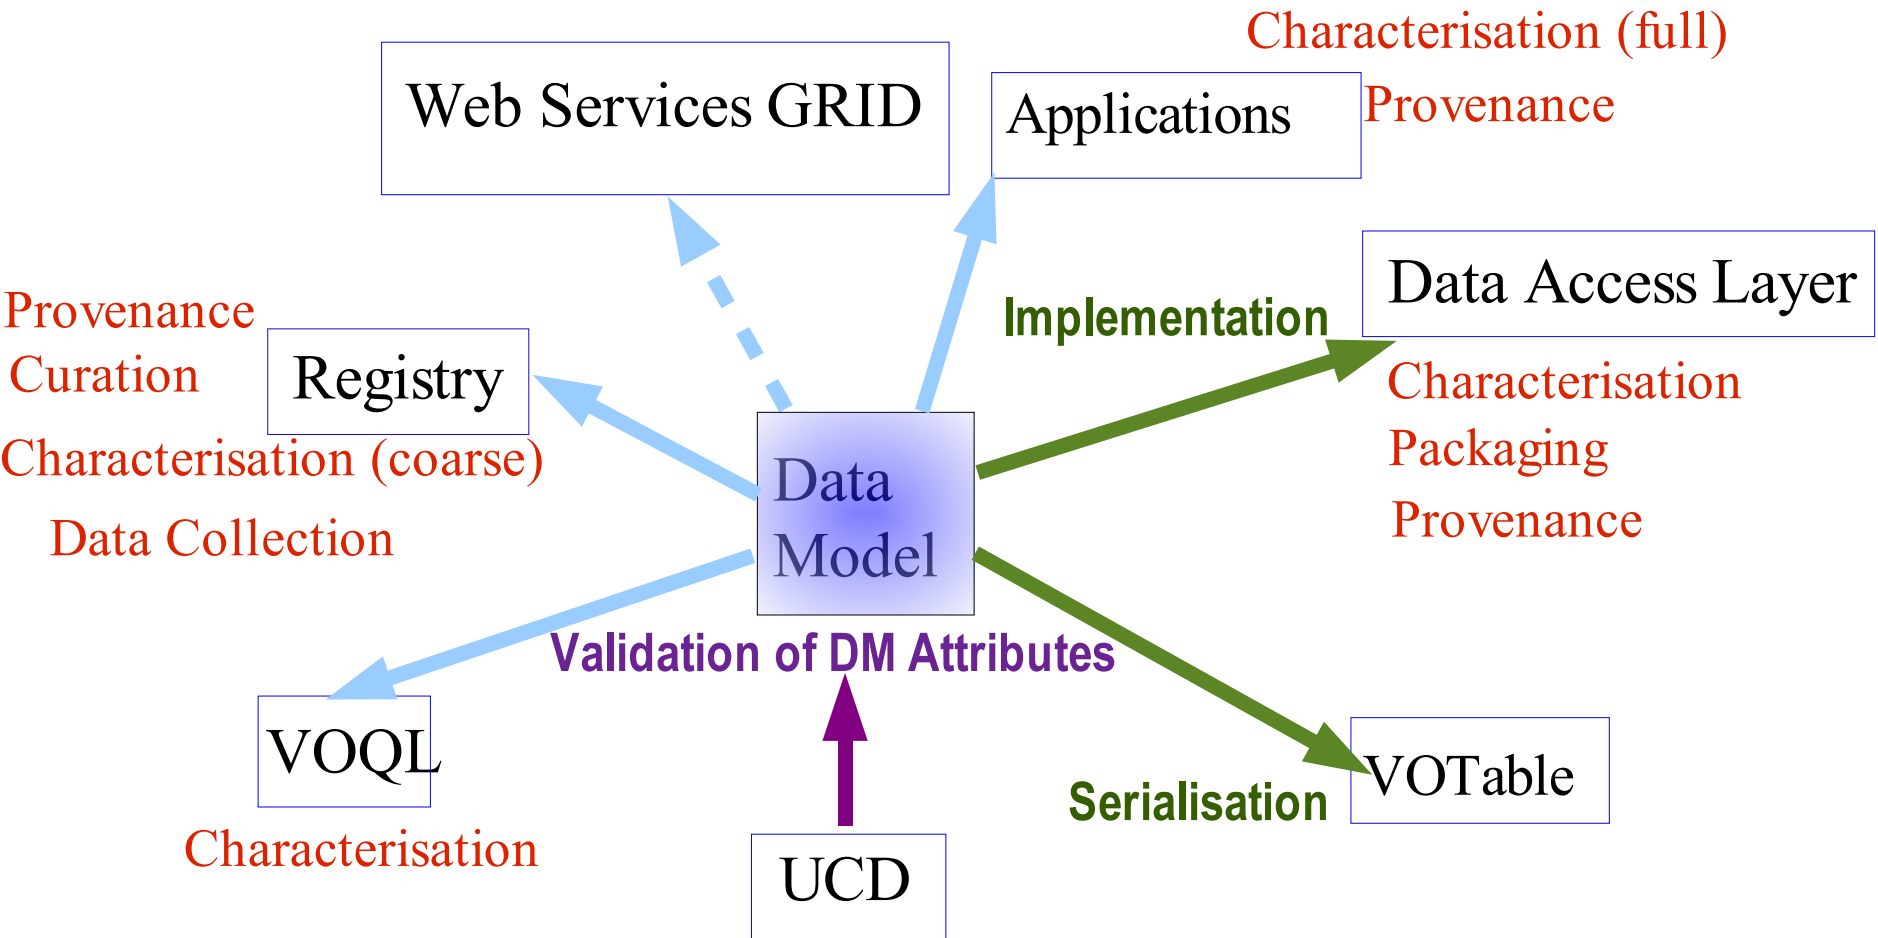 Characterisation (full)
Web Services GRID
Applications
Provenance
Data Access Layer
Implementation
Provenance
Curation
Registry
Characterisation (coarse)
Data Collection
Characterisation
Packaging
Provenance
Data
Model
Validation of DM Attributes
VOQL
Characterisation
VOTable
Serialisation
UCD